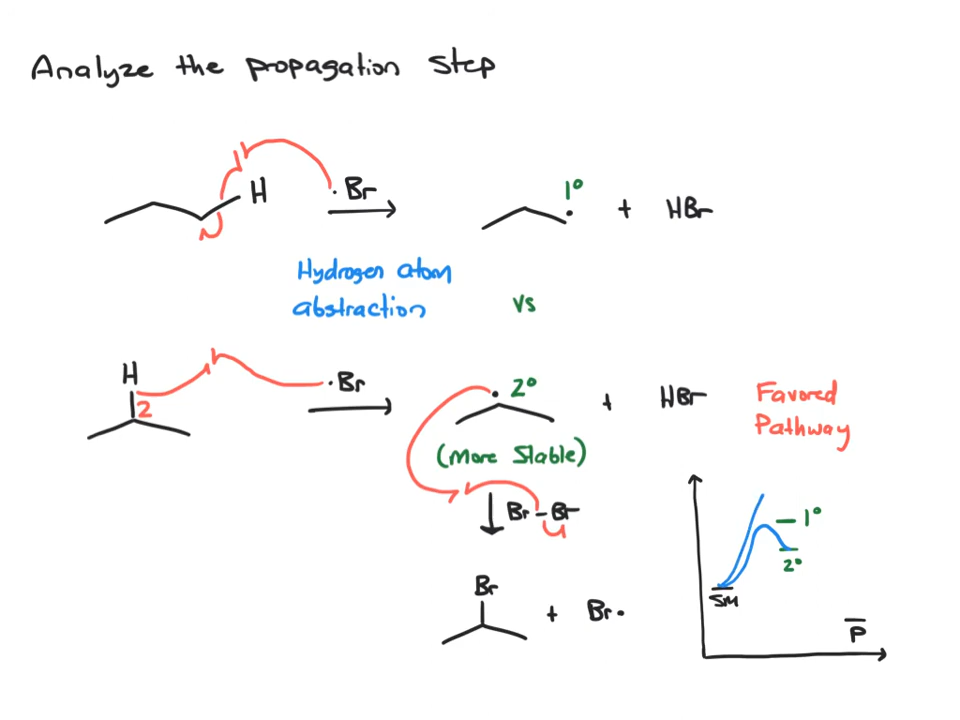 Analyze the propagation step
H ·Br 1° + HBr
Hydrogen atom
abstraction
vs
H ·Br 2° + HBr
2
Favored
Pathway
(More Stable)
Br–Br
1°
2°
SM
Br + Br·
P